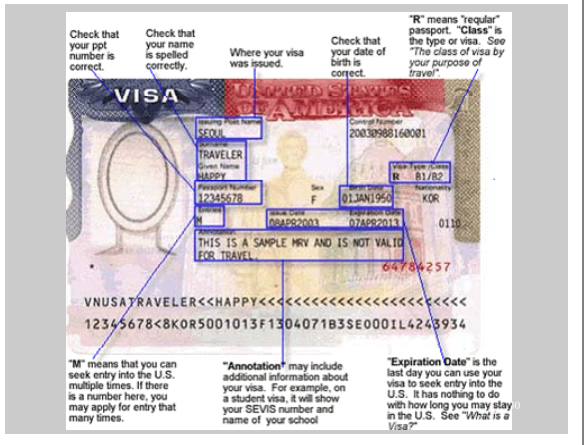 "R" means "regular"
passport. "Class" is
the type or visa. See
"The class of visa by
your purpose of
travel".
Check that
your ppt
number is
correct.
Check that
your name
is spelled
correctly.
Where your visa
was issued.
Check that
your date of
birth is
correct.
VISA
UNITED STATES
OF AMERICA
Issuing Post Name
SEOUL
Control Number
20030988160001
Surname
TRAVELER
Given Name
HAPPY
Visa Type /Class
R B1/B2
Passport Number
12345678
Sex
F
Birth Date
01JAN1950
Nationality
KOR
Entries
M
Issue Date
08APR2003
Expiration Date
07APR2013
0110
Annotation
THIS IS A SAMPLE MRV AND IS NOT VALID
FOR TRAVEL.
64784257
VNUSATRAVELER<<HAPPY<<<<<<<<<<<<<<<<<<<<<<<<
12345678<8KOR5001013F1304071B3SE000IL4243934
"M" means that you can
seek entry into the U.S.
multiple times. If there
is a number here, you
may apply for entry that
many times.
"Annotation" may include
additional information about
your visa. For example, on
a student visa, it will show
your SEVIS number and
name of your school
"Expiration Date" is the
last day you can use your
visa to seek entry into the
U.S. It has nothing to do
with how long you may stay
in the U.S. See "What is a
Visa?"